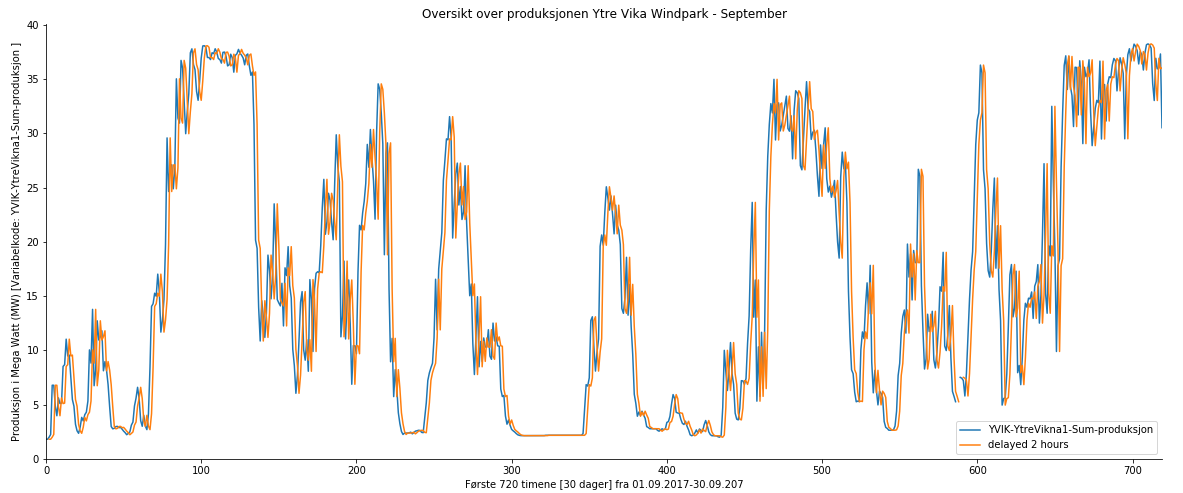 Oversikt over produksjonen Ytre Vika Windpark - September
Produksjon i Mega Watt (MW) [Variabelkode: YVIK-YtreVikna1-Sum-produksjon ]
40
35
30
25
20
15
10
5
0
0 100 200 300 400 500 600 700
YVIK-YtreVikna1-Sum-produksjon
delayed 2 hours
Første 720 timene [30 dager] fra 01.09.2017-30.09.207